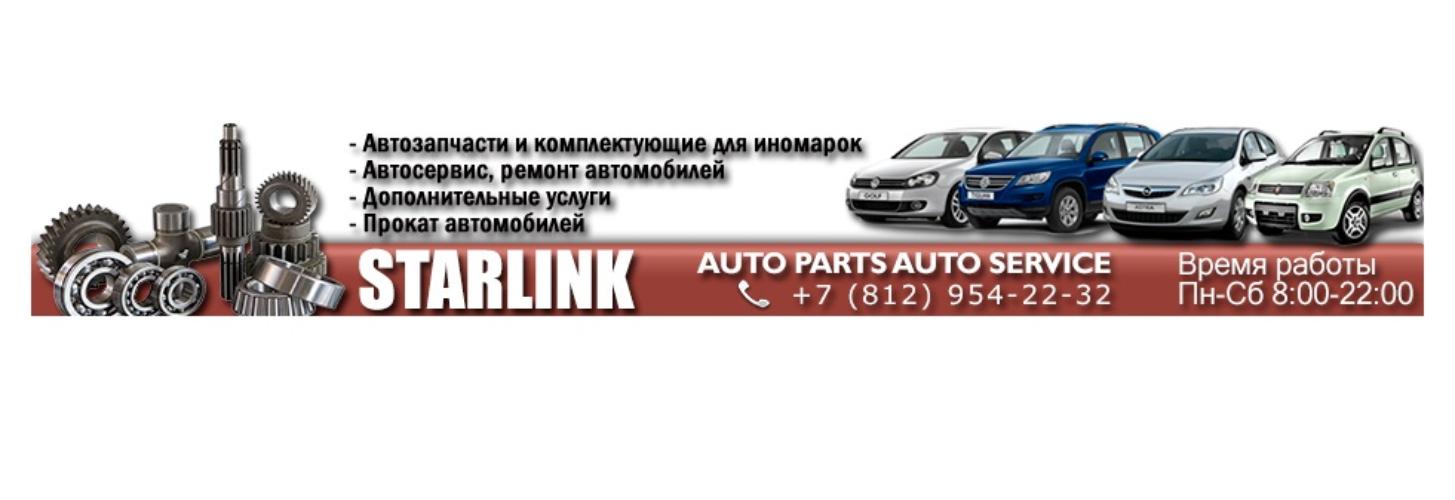 - Автозапчасти и комплектующие для иномарок
- Автосервис, ремонт автомобилей
- Дополнительные услуги
- Прокат автомобилей
STARLINK
AUTO PARTS AUTO SERVICE
+7 (812) 954-22-32
Время работы
Пн-Сб 8:00-22:00
GOLF